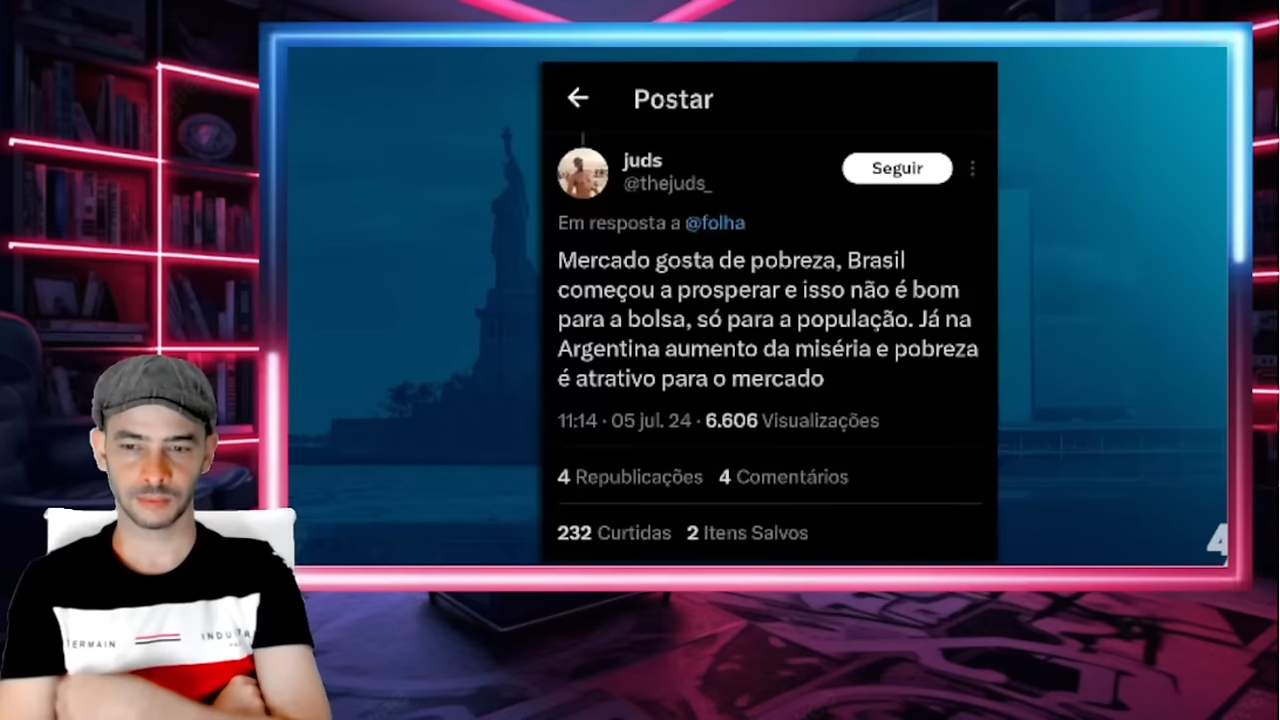 Postar
juds
@thejuds_
Seguir
Em resposta a @folha
Mercado gosta de pobreza, Brasil
começou a prosperar e isso não é bom
para a bolsa, só para a população. Já na
Argentina aumento da miséria e pobreza
é atrativo para o mercado
11:14 · 05 jul. 24 · 6.606 Visualizações
4 Republicações 4 Comentários
232 Curtidas 2 Itens Salvos
4
TERMAIN